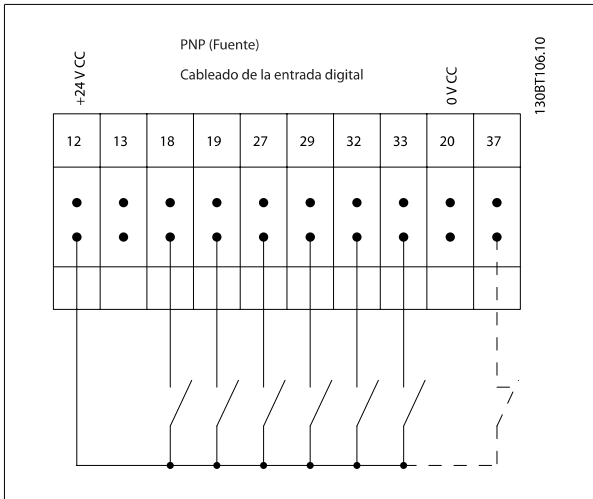 PNP (Fuente)
Cableado de la entrada digital
+24 V CC
0 V CC
130BT106.10
12 13 18 19 27 29 32 33 20 37